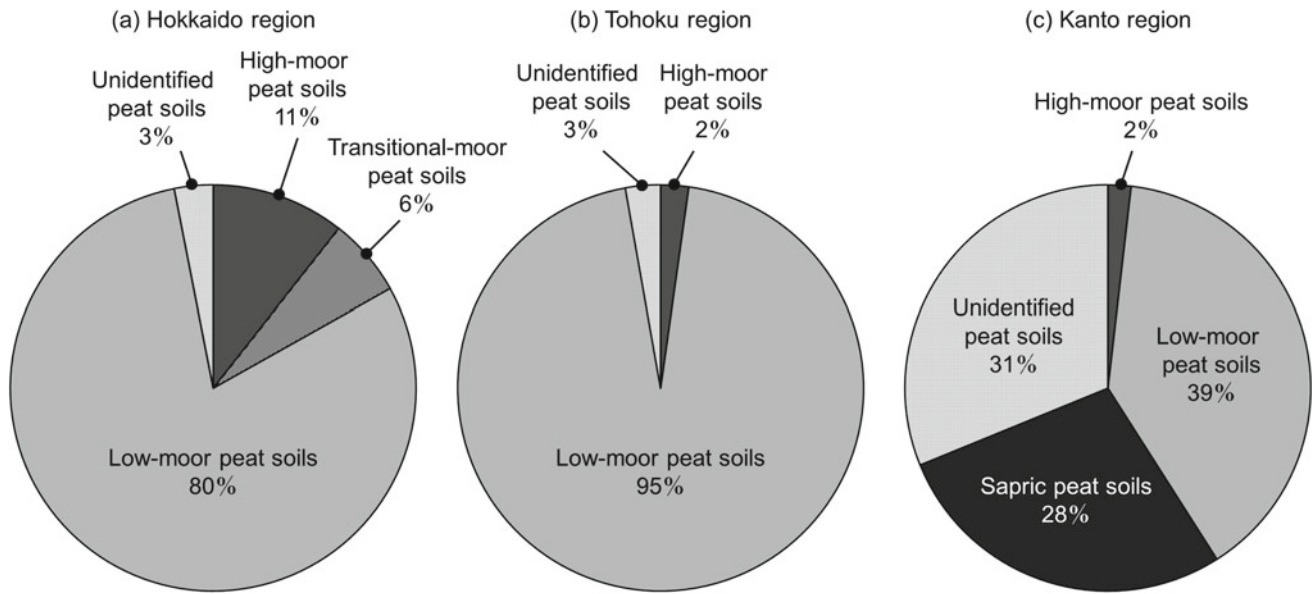 (a) Hokkaido region
Unidentified
peat soils
3%
High-moor
peat soils
11%
Transitional-moor
peat soils
6%
Low-moor peat soils
80%
(b) Tohoku region
Unidentified
peat soils
3%
High-moor
peat soils
2%
Low-moor peat soils
95%
(c) Kanto region
High-moor peat soils
2%
Unidentified
peat soils
31%
Low-moor
peat soils
39%
Sapric peat soils
28%